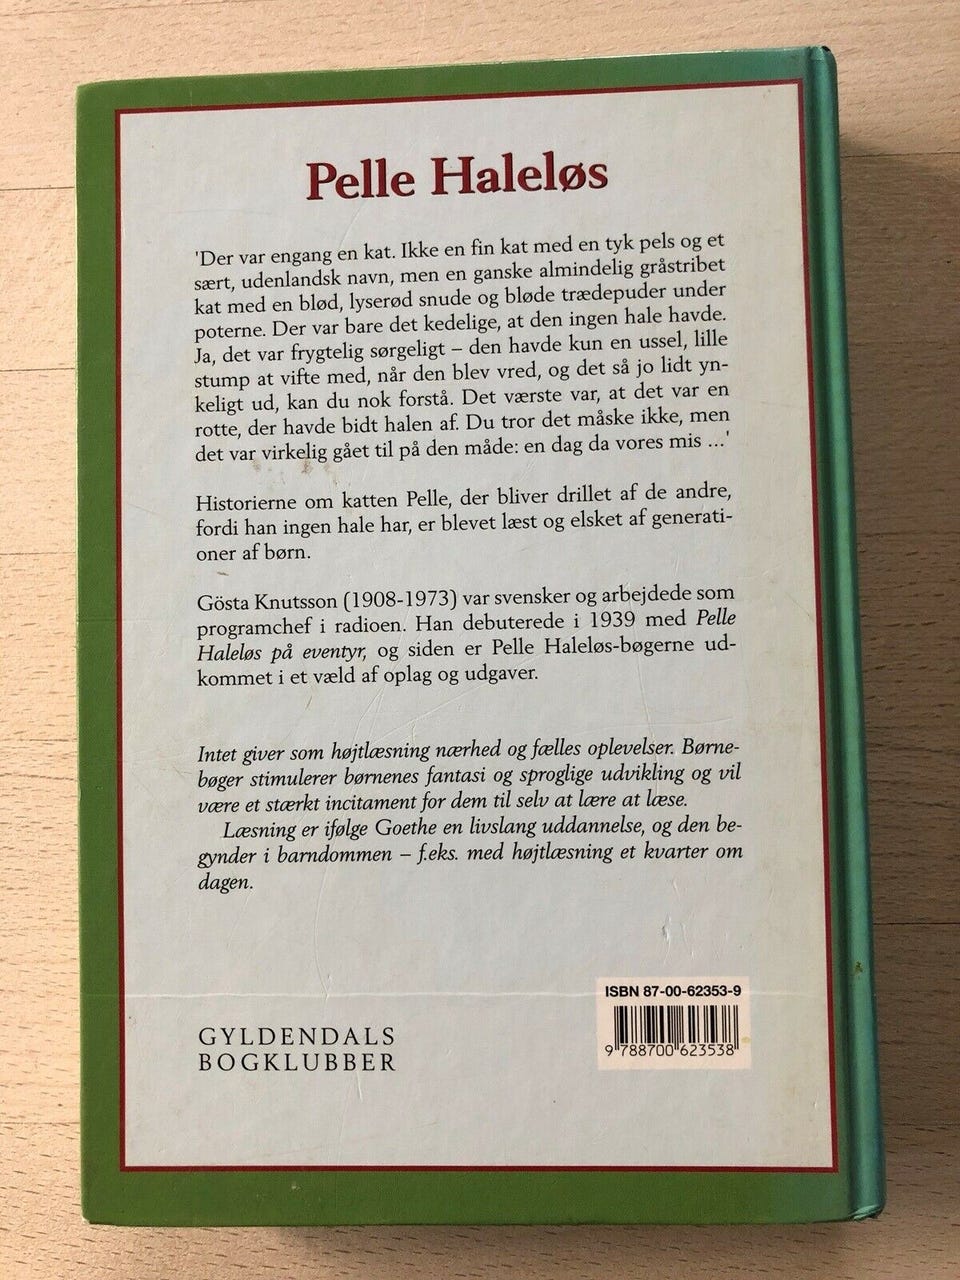 Pelle Haleløs
'Der var engang en kat. Ikke en fin kat med en tyk pels og et
sært, udenlandsk navn, men en ganske almindelig gråstribet
kat med en blød, lyserød snude og bløde trædepuder under
poterne. Der var bare det kedelige, at den ingen hale havde.
Ja, det var frygtelig sørgeligt – den havde kun en ussel, lille
stump at vifte med, når den blev vred, og det så jo lidt yn-
keligt ud, kan du nok forstå. Det værste var, at det var en
rotte, der havde bidt halen af. Du tror det måske ikke, men
det var virkelig gået til på den måde: en dag da vores mis ...'
Historierne om katten Pelle, der bliver drillet af de andre,
fordi han ingen hale har, er blevet læst og elsket af generati-
oner af børn.
Gösta Knutsson (1908-1973) var svensker og arbejdede som
programchef i radioen. Han debuterede i 1939 med Pelle
Haleløs på eventyr, og siden er Pelle Haleløs-bøgerne ud-
kommet i et væld af oplag og udgaver.
Intet giver som højtlæsning nærhed og fælles oplevelser. Børne-
bøger stimulerer børnenes fantasi og sproglige udvikling og vil
være et stærkt incitament for dem til selv at lære at læse.
Læsning er ifølge Goethe en livslang uddannelse, og den be-
gynder i barndommen – f.eks. med højtlæsning et kvarter om
dagen.
ISBN 87-00-62353-9
9 788700 623538
GYLDENDALS
BOGKLUBBER